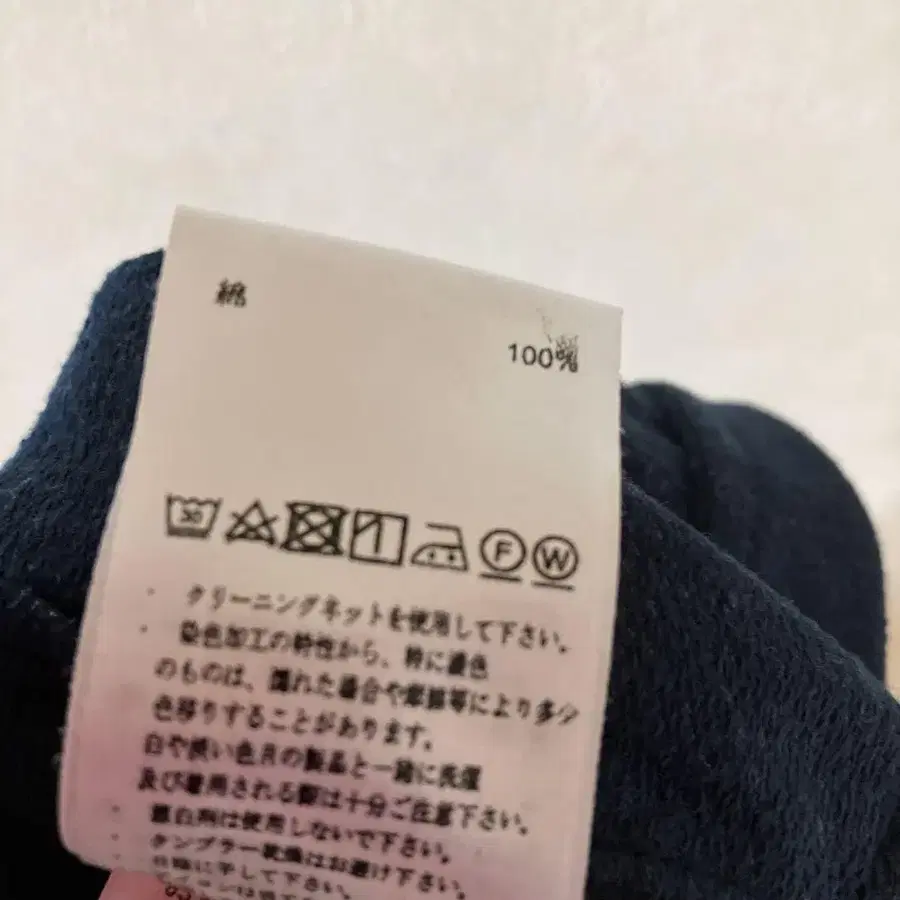 綿
100%
30
F W
・ クリーニングネットを使用して下さい。
・ 染色加工の特性から、特に濃色
のものは、濡れた場合や摩擦等により多少
色移りすることがあります。
白や淡い色目の製品と一緒に洗濯
及び着用される際は十分ご注意下さい。
・ 漂白剤は使用しないで下さい。
・ タンブラー乾燥はお避け下さい。